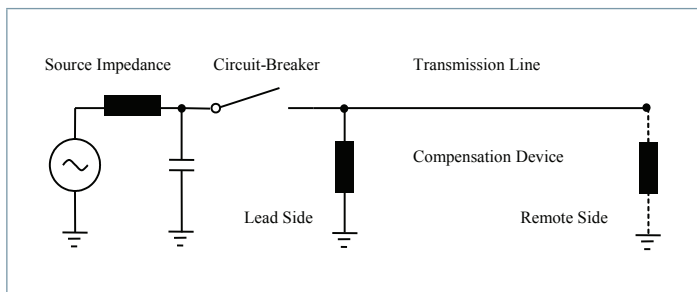 Source Impedance
Circuit-Breaker
Transmission Line
Compensation Device
Lead Side
Remote Side